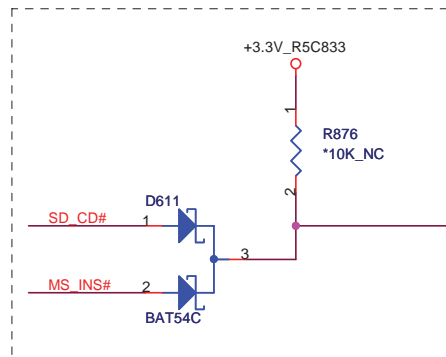 +3.3V_R5C833
1
R876
*10K_NC
2
D611
SD_CD#
1
3
MS_INS#
2
BAT54C